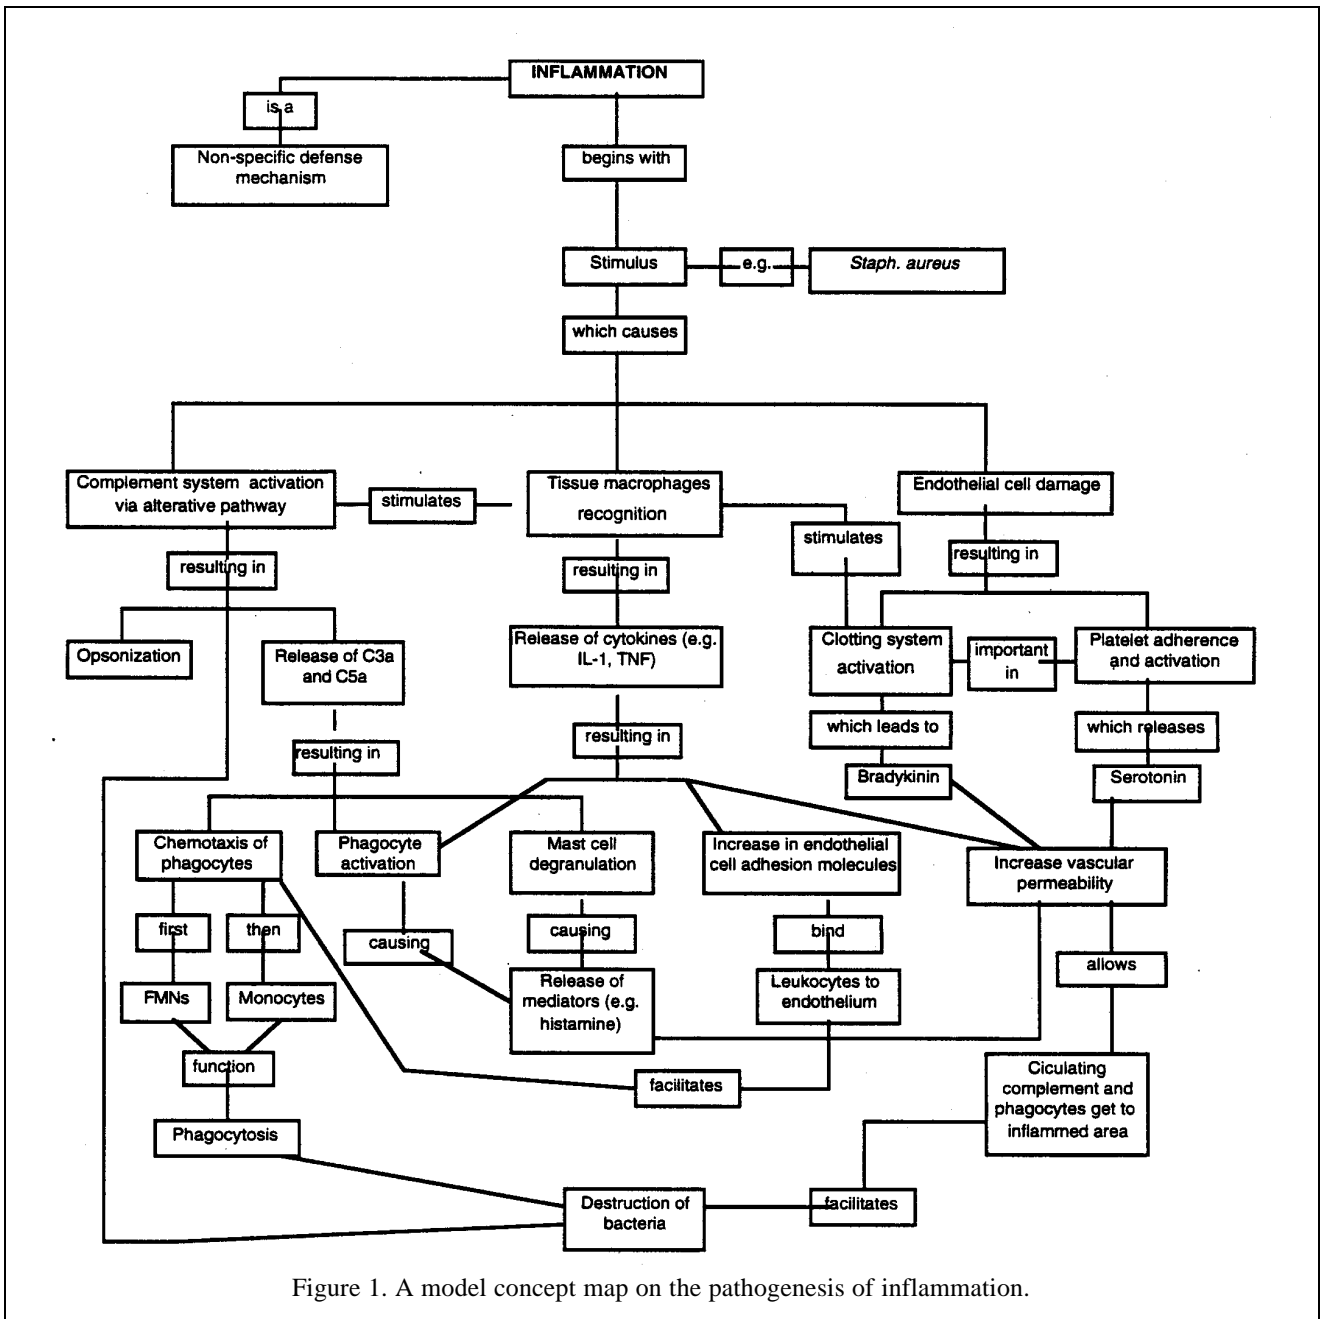 INFLAMMATION
is a
Non-specific defense
mechanism
begins with
Stimulus
e.g.
Staph. aureus
which causes
Complement system activation
via alterative pathway
stimulates
Tissue macrophages
recognition
Endothelial cell damage
stimulates
resulting in
resulting in
resulting in
Opsonization
Release of C3a
and C5a
Release of cytokines (e.g.
IL-1, TNF)
Clotting system
activation
important
in
Platelet adherence
and activation
resulting in
resulting in
which leads to
which releases
Bradykinin
Serotonin
Chemotaxis of
phagocytes
Phagocyte
activation
Mast cell
degranulation
Increase in endothelial
cell adhesion molecules
Increase vascular
permeability
first
then
causing
causing
bind
allows
FMNs
Monocytes
Release of
mediators (e.g.
histamine)
Leukocytes to
endothelium
function
facilitates
Ciculating
complement and
phagocytes get to
inflammed area
Phagocytosis
Destruction of
bacteria
facilitates
Figure 1. A model concept map on the pathogenesis of inflammation.